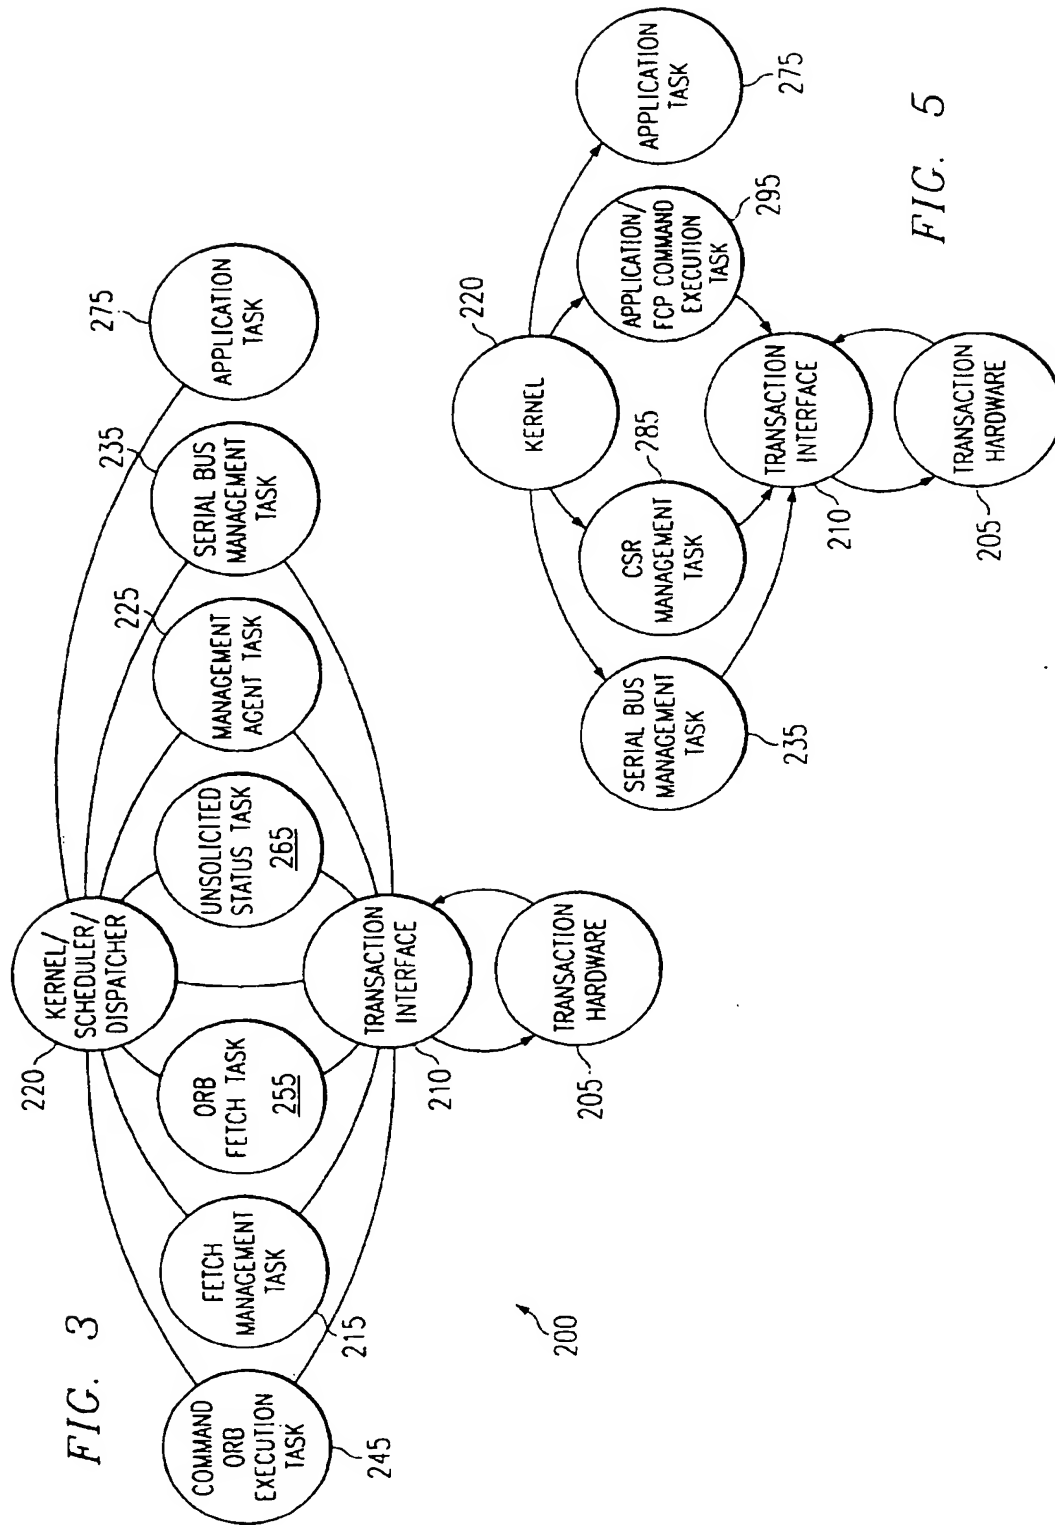 FIG. 3
KERNEL/
SCHEDULER/
DISPATCHER
220
COMMAND
ORB
EXECUTION
TASK
245
FETCH
MANAGEMENT
TASK
215
ORB
FETCH TASK
255
UNSOLICITED
STATUS TASK
265
MANAGEMENT
AGENT TASK
225
SERIAL BUS
MANAGEMENT
TASK
235
APPLICATION
TASK
275
TRANSACTION
INTERFACE
210
TRANSACTION
HARDWARE
205
200
KERNEL
220
SERIAL BUS
MANAGEMENT
TASK
235
CSR
MANAGEMENT
TASK
285
APPLICATION/
FCP COMMAND
EXECUTION
TASK
295
APPLICATION
TASK
275
TRANSACTION
INTERFACE
210
TRANSACTION
HARDWARE
205
FIG. 5